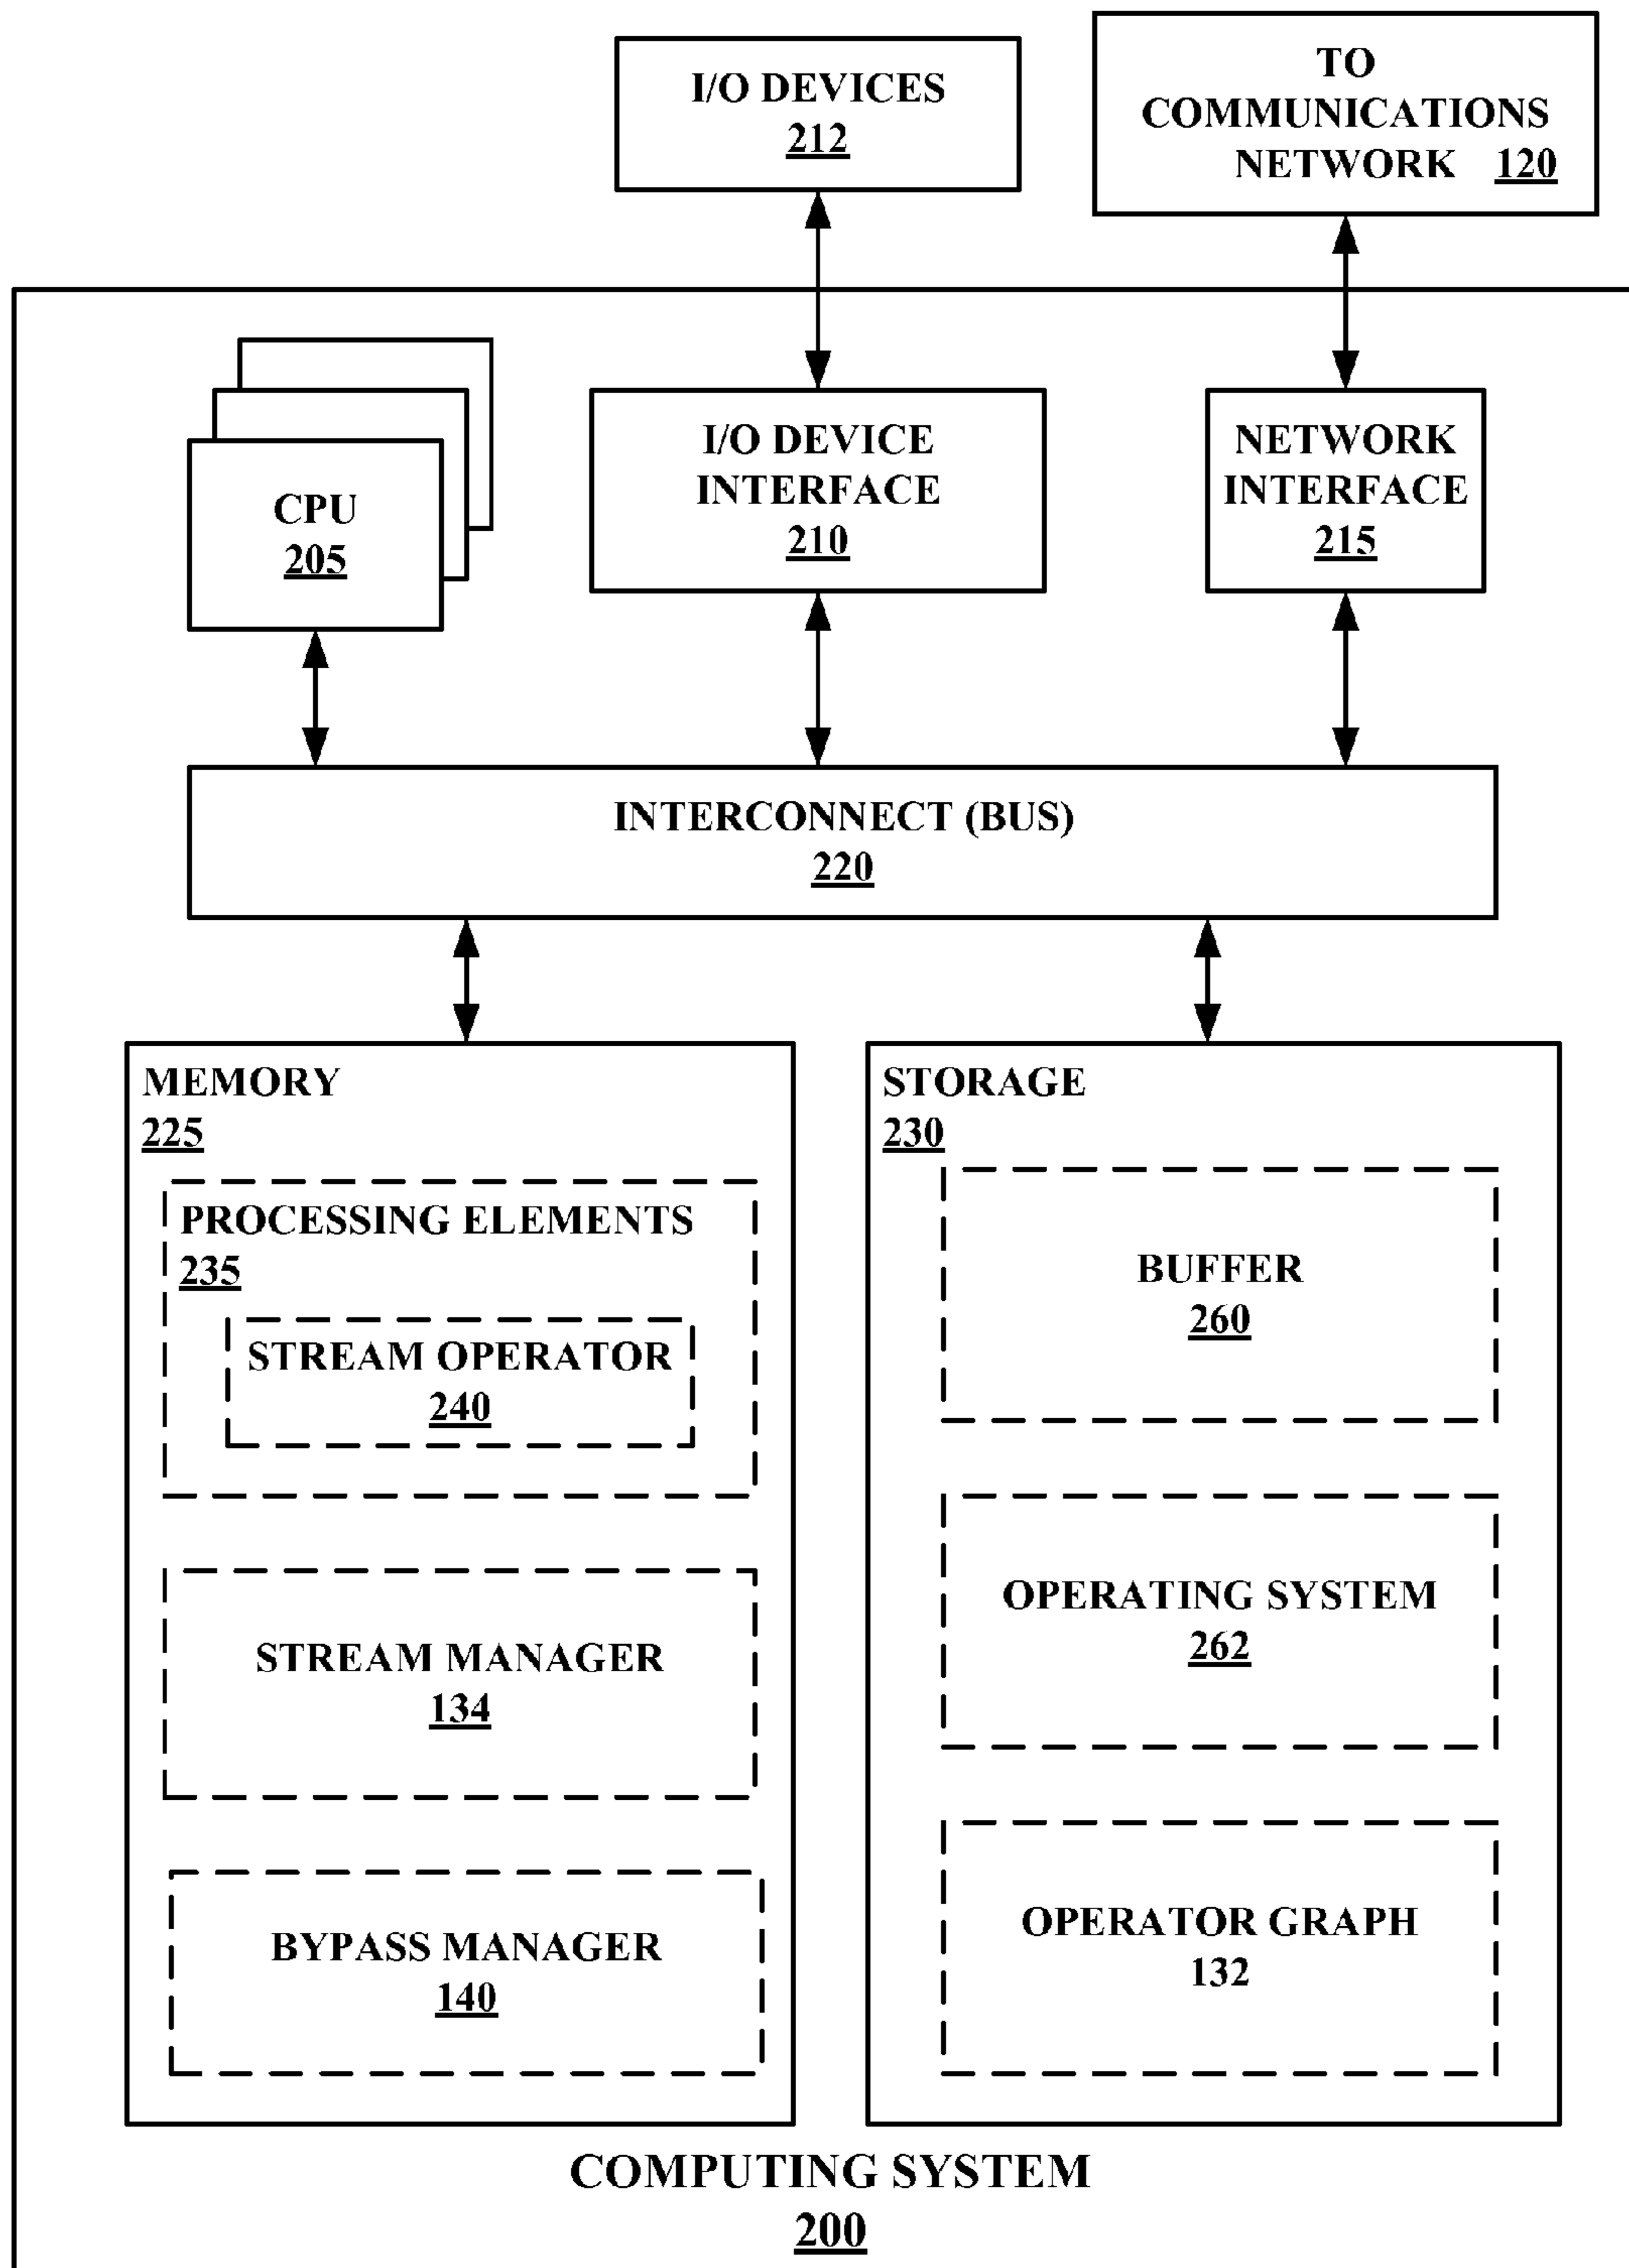 I/O DEVICES
212
TO
COMMUNICATIONS
NETWORK 120
CPU
205
I/O DEVICE
INTERFACE
210
NETWORK
INTERFACE
215
INTERCONNECT (BUS)
220
MEMORY
225
PROCESSING ELEMENTS
235
STREAM OPERATOR
240
STREAM MANAGER
134
BYPASS MANAGER
140
STORAGE
230
BUFFER
260
OPERATING SYSTEM
262
OPERATOR GRAPH
132
COMPUTING SYSTEM
200